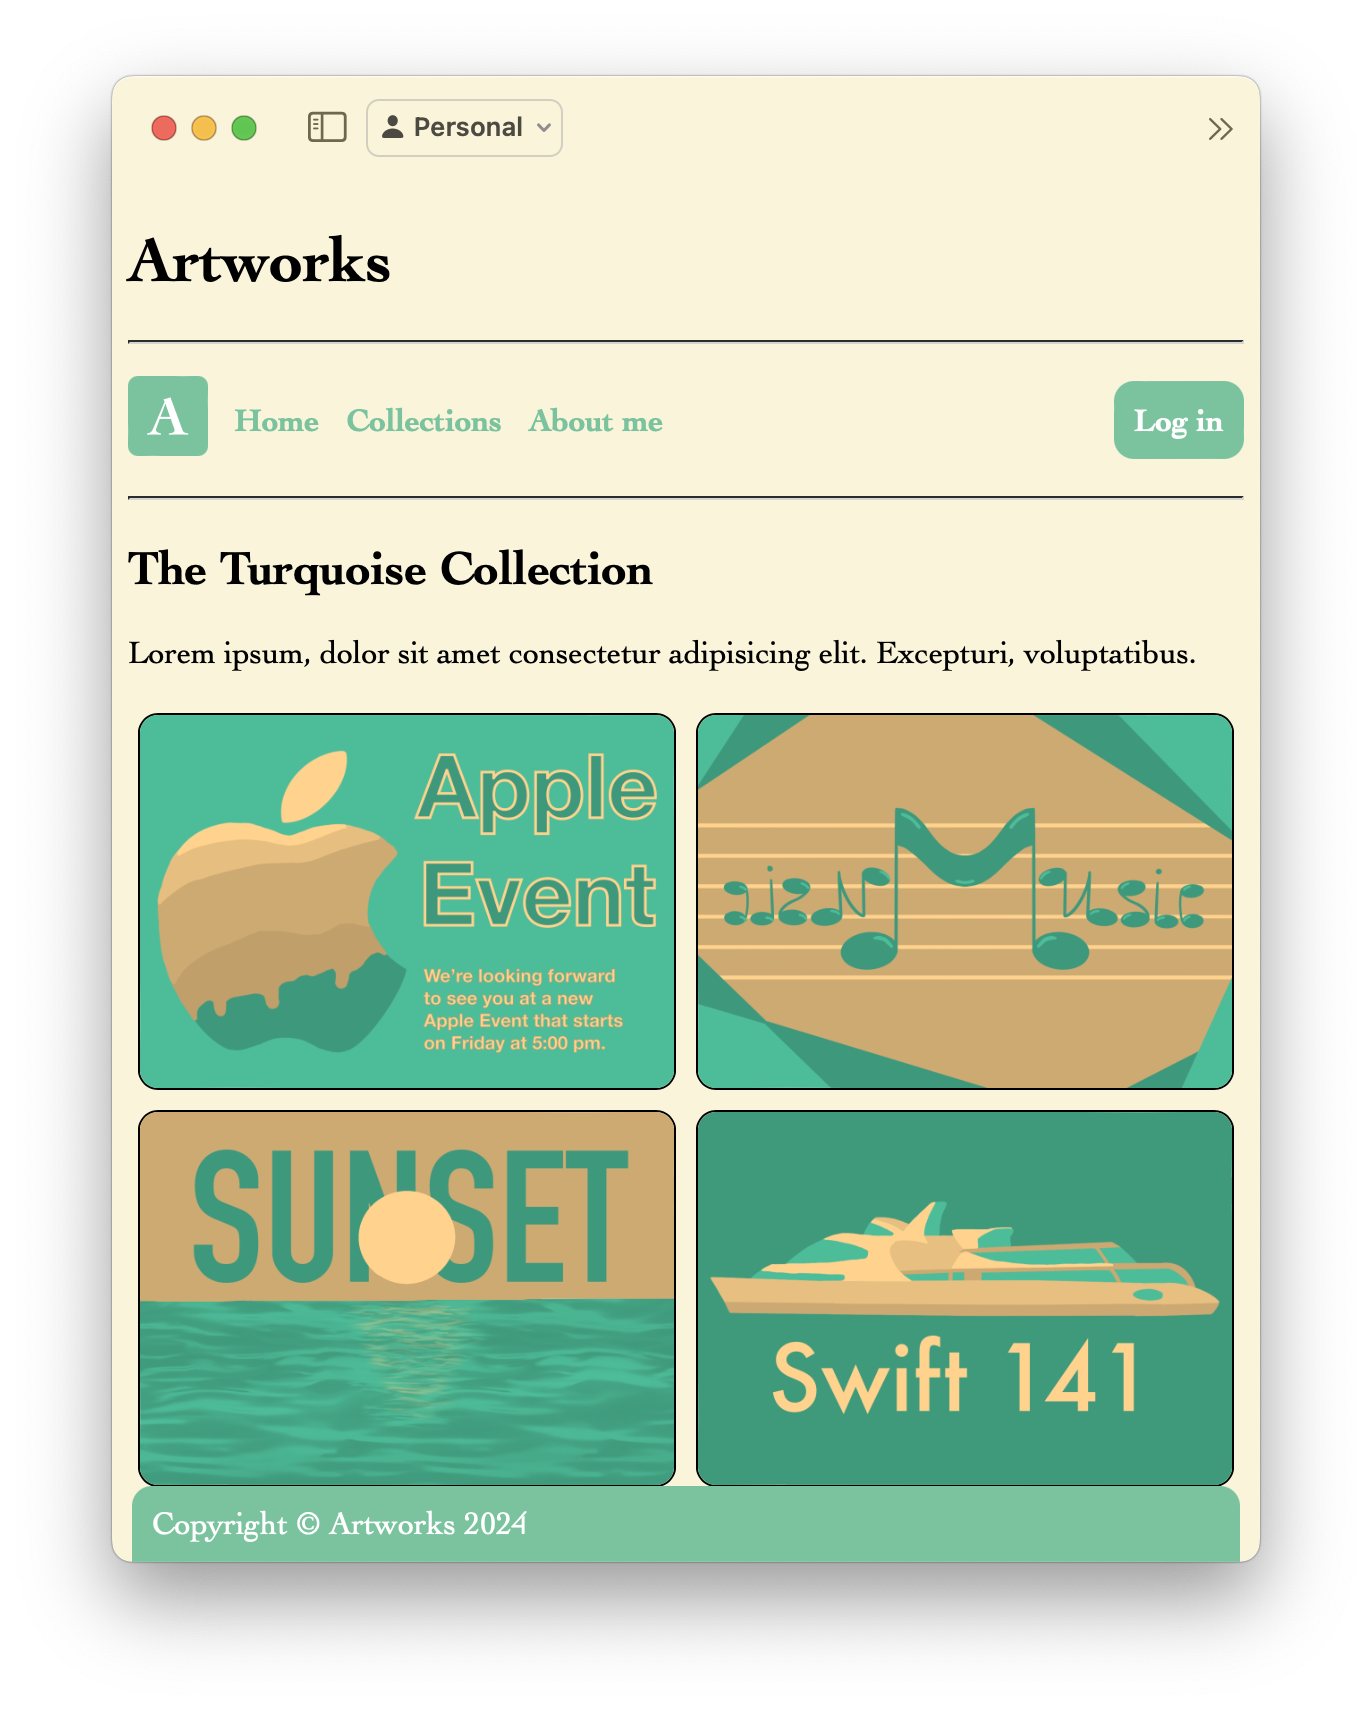 Personal
Artworks
A
Home Collections About me
Log in
The Turquoise Collection
Lorem ipsum, dolor sit amet consectetur adipisicing elit. Excepturi, voluptatibus.
Apple
Event
We're looking forward
to see you at a new
Apple Event that starts
on Friday at 5:00 pm.
Music
SUNSET
Swift 141
Copyright © Artworks 2024